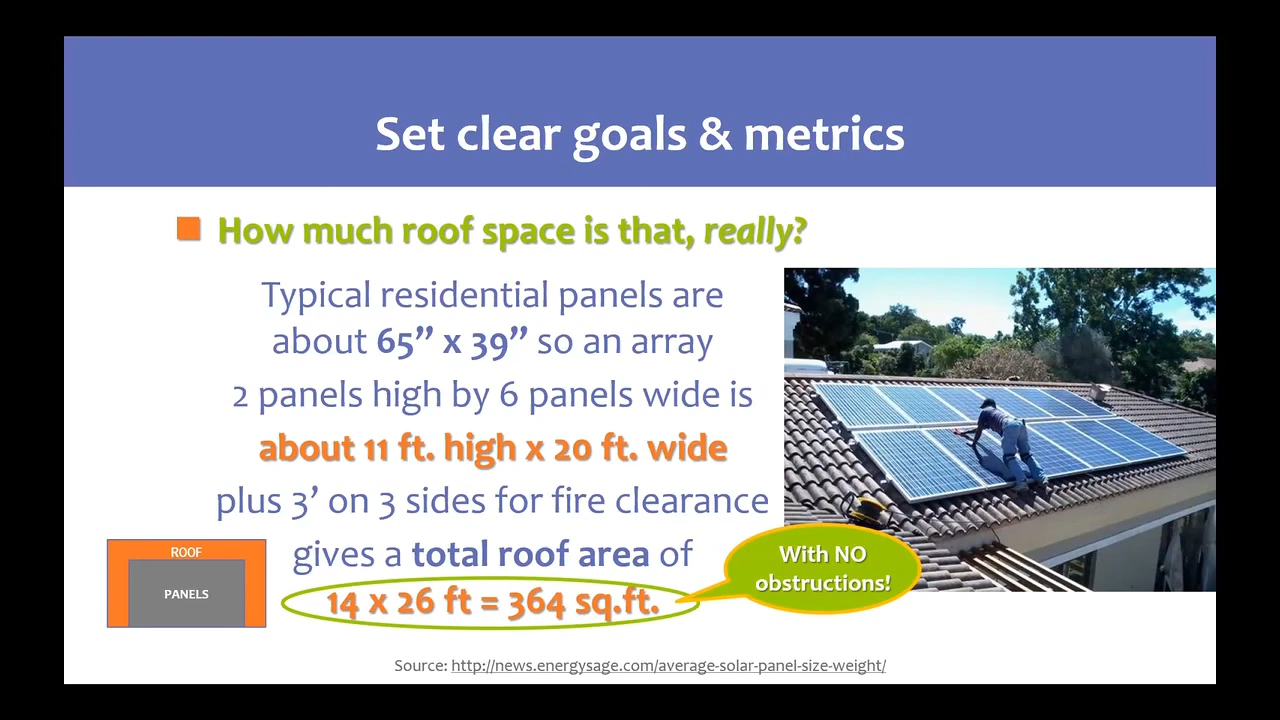 Set clear goals & metrics
How much roof space is that, really?
Typical residential panels are
about 65” x 39” so an array
2 panels high by 6 panels wide is
about 11 ft. high x 20 ft. wide
plus 3’ on 3 sides for fire clearance
gives a total roof area of
14 x 26 ft = 364 sq.ft.
With NO
obstructions!
ROOF
PANELS
Source: http://news.energysage.com/average-solar-panel-size-weight/